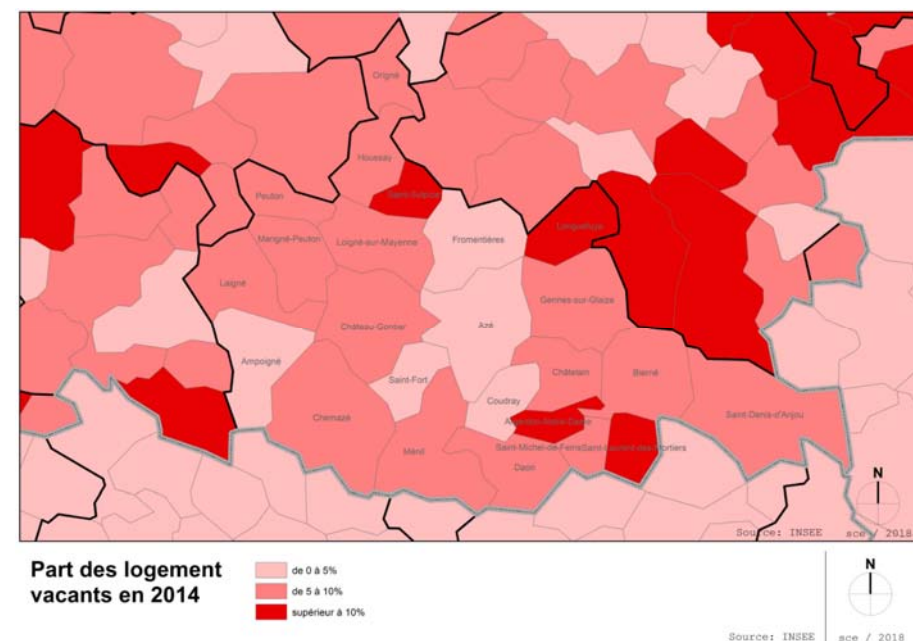 Origné
Houssay
Peuton
Saint-Sulpice
Marigné-Peuton
Loigné-sur-Mayenne
Fromentières
Longuefuye
Laigné
Gennes-sur-Glaize
Château-Gontier
Azé
Ampoigné
Saint-Fort
Châtelain
Bierné
Coudray
Chemazé
Saint-Denis-d'Anjou
Argenton-Notre-Dame
Ménil
Saint-Michel-de-Feins
Saint-Laurent-des-Mortiers
Daon
N
Source: INSEE sce / 2018
Part des logement
vacants en 2014
de 0 à 5%
de 5 à 10%
supérieur à 10%
N
Source: INSEE sce / 2018